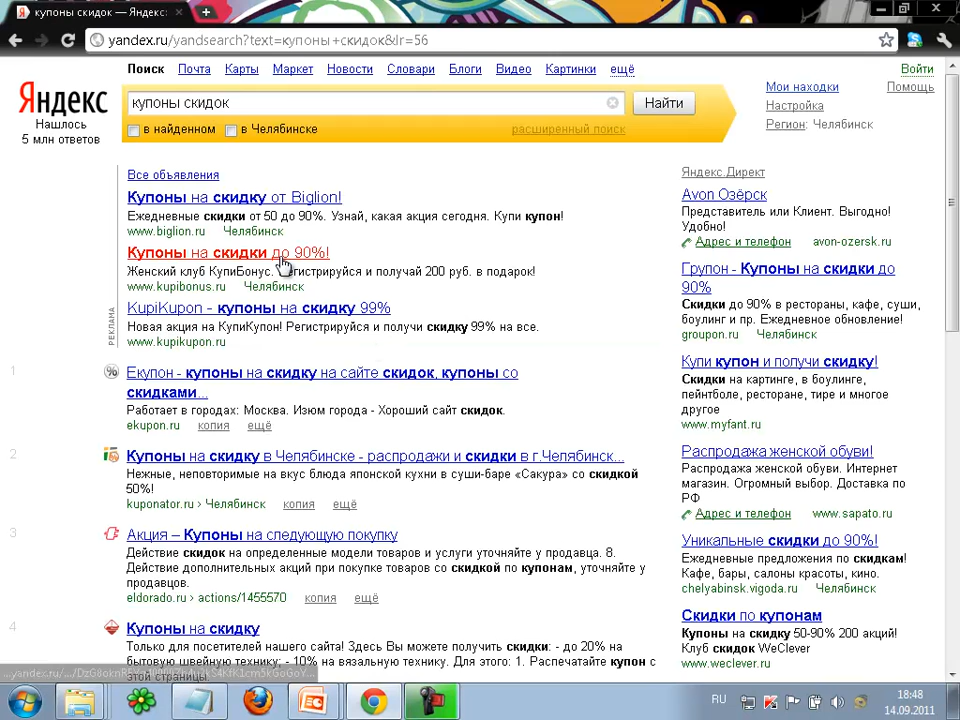 купоны скидок — Яндекс:
yandex.ru/yandsearch?text=купоны+скидок&lr=56
Поиск Почта Карты Маркет Новости Словари Блоги Видео Картинки ещё
Войти
Мои находки Помощь
Настройка
Регион: Челябинск
Яндекс
Нашлось
5 млн ответов
купоны скидок
Найти
в найденном в Челябинске расширенный поиск
Все объявления
Купоны на скидку от Biglion!
Ежедневные скидки от 50 до 90%. Узнай, какая акция сегодня. Купи купон!
www.biglion.ru Челябинск
Купоны на скидки до 90%!
Женский клуб КупиБонус. Регистрируйся и получай 200 руб. в подарок!
www.kupibonus.ru Челябинск
KupiKupon - купоны на скидку 99%
Новая акция на КупиКупон! Регистрируйся и получи скидку 99% на все.
www.kupikupon.ru
РЕКЛАМА
1
Екупон - купоны на скидку на сайте скидок, купоны со
скидками...
Работает в городах: Москва. Изюм города - Хороший сайт скидок.
ekupon.ru копия ещё
2
Купоны на скидку в Челябинске - распродажи и скидки в г.Челябинск...
Нежные, неповторимые на вкус блюда японской кухни в суши-баре «Сакура» со скидкой
50%!
kuponator.ru › Челябинск копия ещё
3
Акция – Купоны на следующую покупку
Действие скидок на определенные модели товаров и услуги уточняйте у продавца. 8.
Действие дополнительных акций при покупке товаров со скидкой по купонам, уточняйте у
продавцов.
eldorado.ru › actions/1455570 копия ещё
4
Купоны на скидку
Только для посетителей нашего сайта! Здесь Вы можете получить скидки: - до 20% на
бытовую швейную технику; - 10% на вязальную технику. Для этого: 1. Распечатайте купон с
этой страницы.
Яндекс.Директ
Avon Озёрск
Представитель или Клиент. Выгодно!
Удобно!
Адрес и телефон avon-ozersk.ru
Групон - Купоны на скидки до
90%
Скидки до 90% в рестораны, кафе, суши,
боулинг и пр. Ежедневное обновление!
groupon.ru Челябинск
Купи купон и получи скидку!
Скидки на картинге, в боулинге,
пейнтболе, ресторане, тире и многое
другое
www.myfant.ru
Распродажа женской обуви!
Распродажа женской обуви. Интернет
магазин. Огромный выбор. Доставка по
РФ
Адрес и телефон www.sapato.ru
Уникальные скидки до 90%!
Ежедневные предложения по скидкам!
Кафе, бары, салоны красоты, кино.
chelyabinsk.vigoda.ru Челябинск
Скидки по купонам
Купоны на скидку 50-90% 200 акций!
Клуб скидок WeClever
www.weclever.ru
RU
18:48
14.09.2011